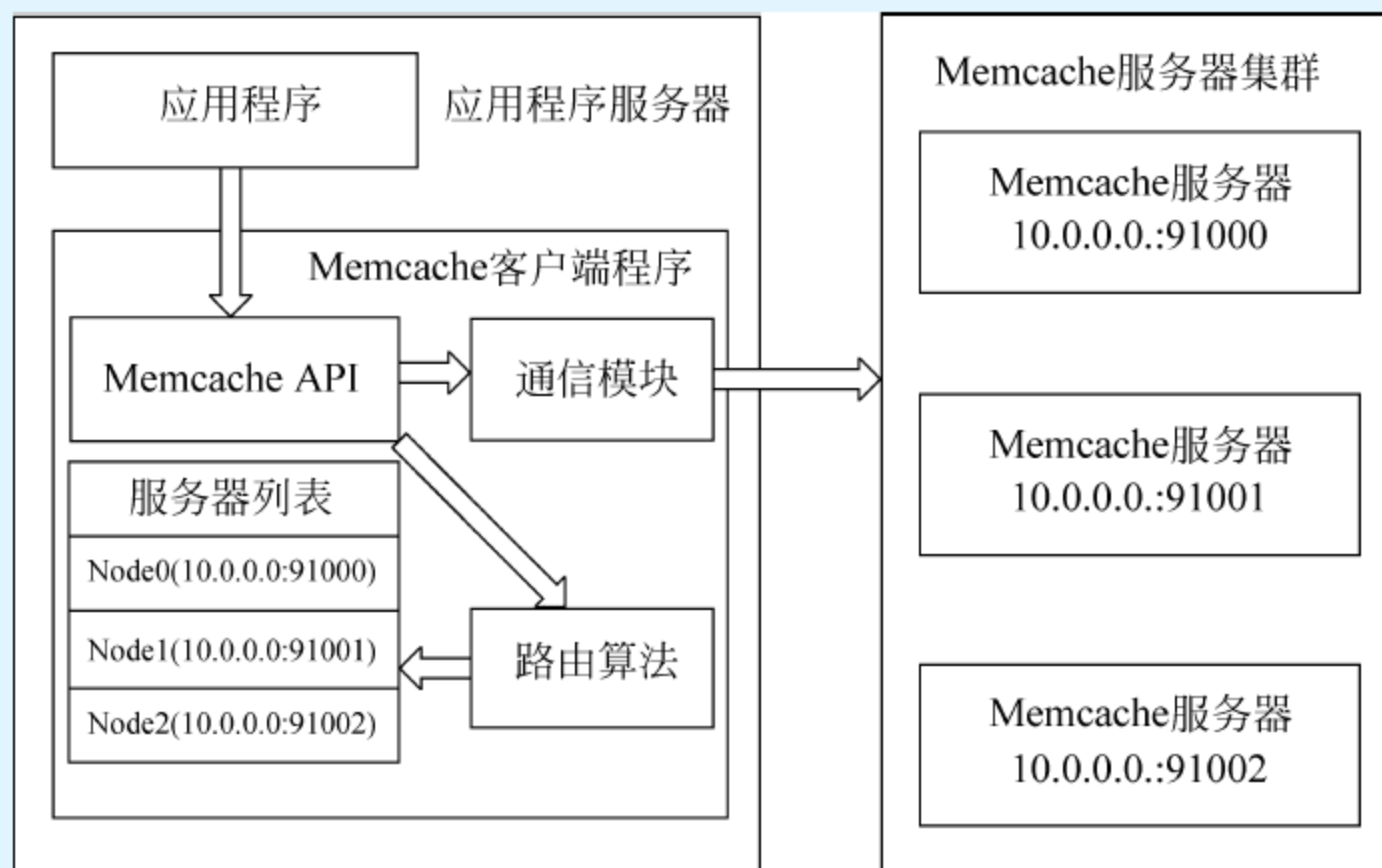 应用程序
应用程序服务器
Memcache客户端程序
Memcache API
通信模块
服务器列表
Node0(10.0.0.0:91000)
Node1(10.0.0.0:91001)
Node2(10.0.0.0:91002)
路由算法
Memcache服务器集群
Memcache服务器
10.0.0.0.:91000
Memcache服务器
10.0.0.0.:91001
Memcache服务器
10.0.0.0.:91002